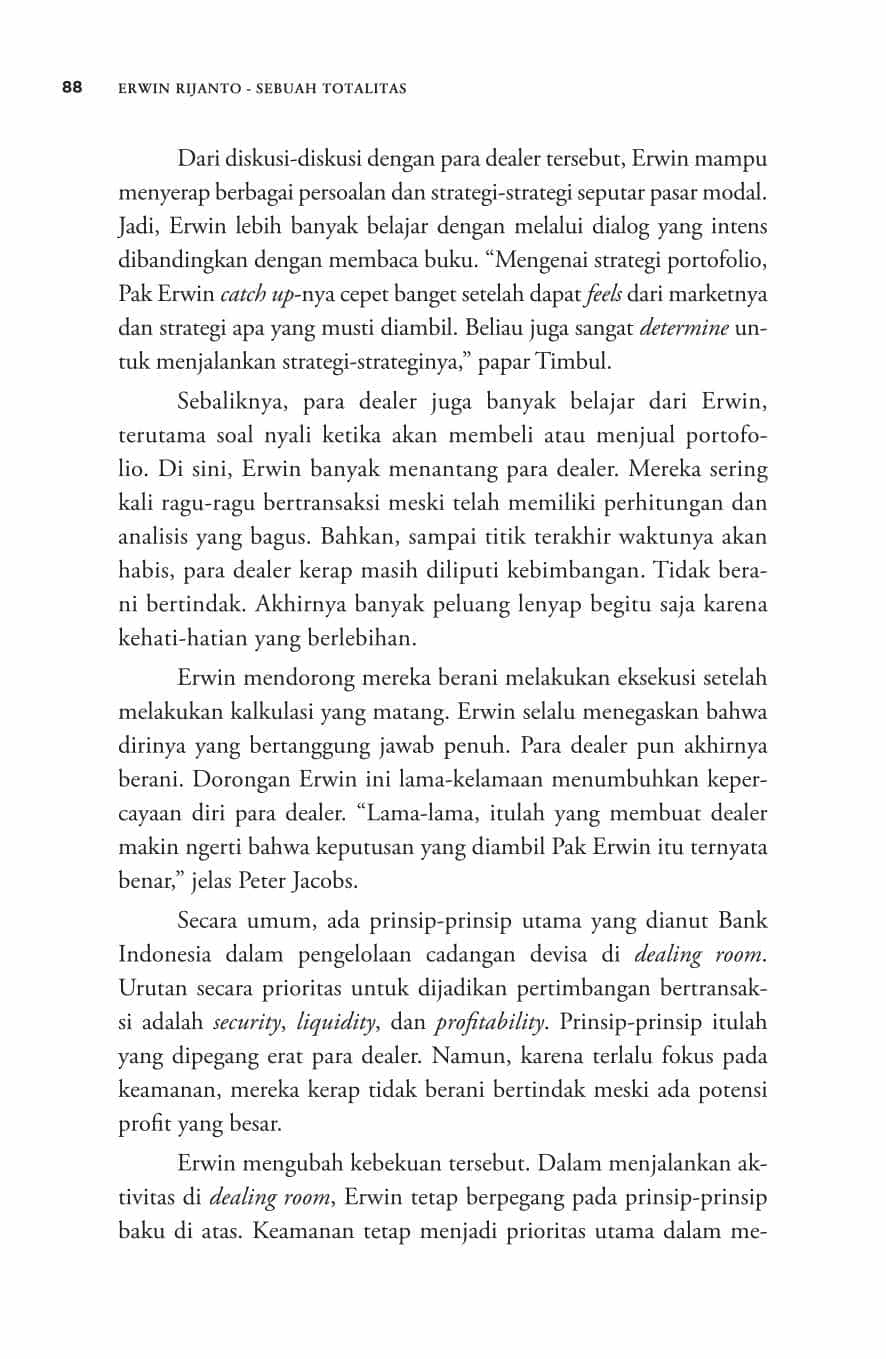 88 ERWIN RIJANTO - SEBUAH TOTALITAS
Dari diskusi-diskusi dengan para dealer tersebut, Erwin mampu
menyerap berbagai persoalan dan strategi-strategi seputar pasar modal.
Jadi, Erwin lebih banyak belajar dengan melalui dialog yang intens
dibandingkan dengan membaca buku. “Mengenai strategi portofolio,
Pak Erwin catch up-nya cepet banget setelah dapat feels dari marketnya
dan strategi apa yang musti diambil. Beliau juga sangat determine un-
tuk menjalankan strategi-strateginya,” papar Timbul.
Sebaliknya, para dealer juga banyak belajar dari Erwin,
terutama soal nyali ketika akan membeli atau menjual portofo-
lio. Di sini, Erwin banyak menantang para dealer. Mereka sering
kali ragu-ragu bertransaksi meski telah memiliki perhitungan dan
analisis yang bagus. Bahkan, sampai titik terakhir waktunya akan
habis, para dealer kerap masih diliputi kebimbangan. Tidak bera-
ni bertindak. Akhirnya banyak peluang lenyap begitu saja karena
kehati-hatian yang berlebihan.
Erwin mendorong mereka berani melakukan eksekusi setelah
melakukan kalkulasi yang matang. Erwin selalu menegaskan bahwa
dirinya yang bertanggung jawab penuh. Para dealer pun akhirnya
berani. Dorongan Erwin ini lama-kelamaan menumbuhkan keper-
cayaan diri para dealer. “Lama-lama, itulah yang membuat dealer
makin ngerti bahwa keputusan yang diambil Pak Erwin itu ternyata
benar,” jelas Peter Jacobs.
Secara umum, ada prinsip-prinsip utama yang dianut Bank
Indonesia dalam pengelolaan cadangan devisa di dealing room.
Urutan secara prioritas untuk dijadikan pertimbangan bertransak-
si adalah security, liquidity, dan profitability. Prinsip-prinsip itulah
yang dipegang erat para dealer. Namun, karena terlalu fokus pada
keamanan, mereka kerap tidak berani bertindak meski ada potensi
profit yang besar.
Erwin mengubah kebekuan tersebut. Dalam menjalankan ak-
tivitas di dealing room, Erwin tetap berpegang pada prinsip-prinsip
baku di atas. Keamanan tetap menjadi prioritas utama dalam me-